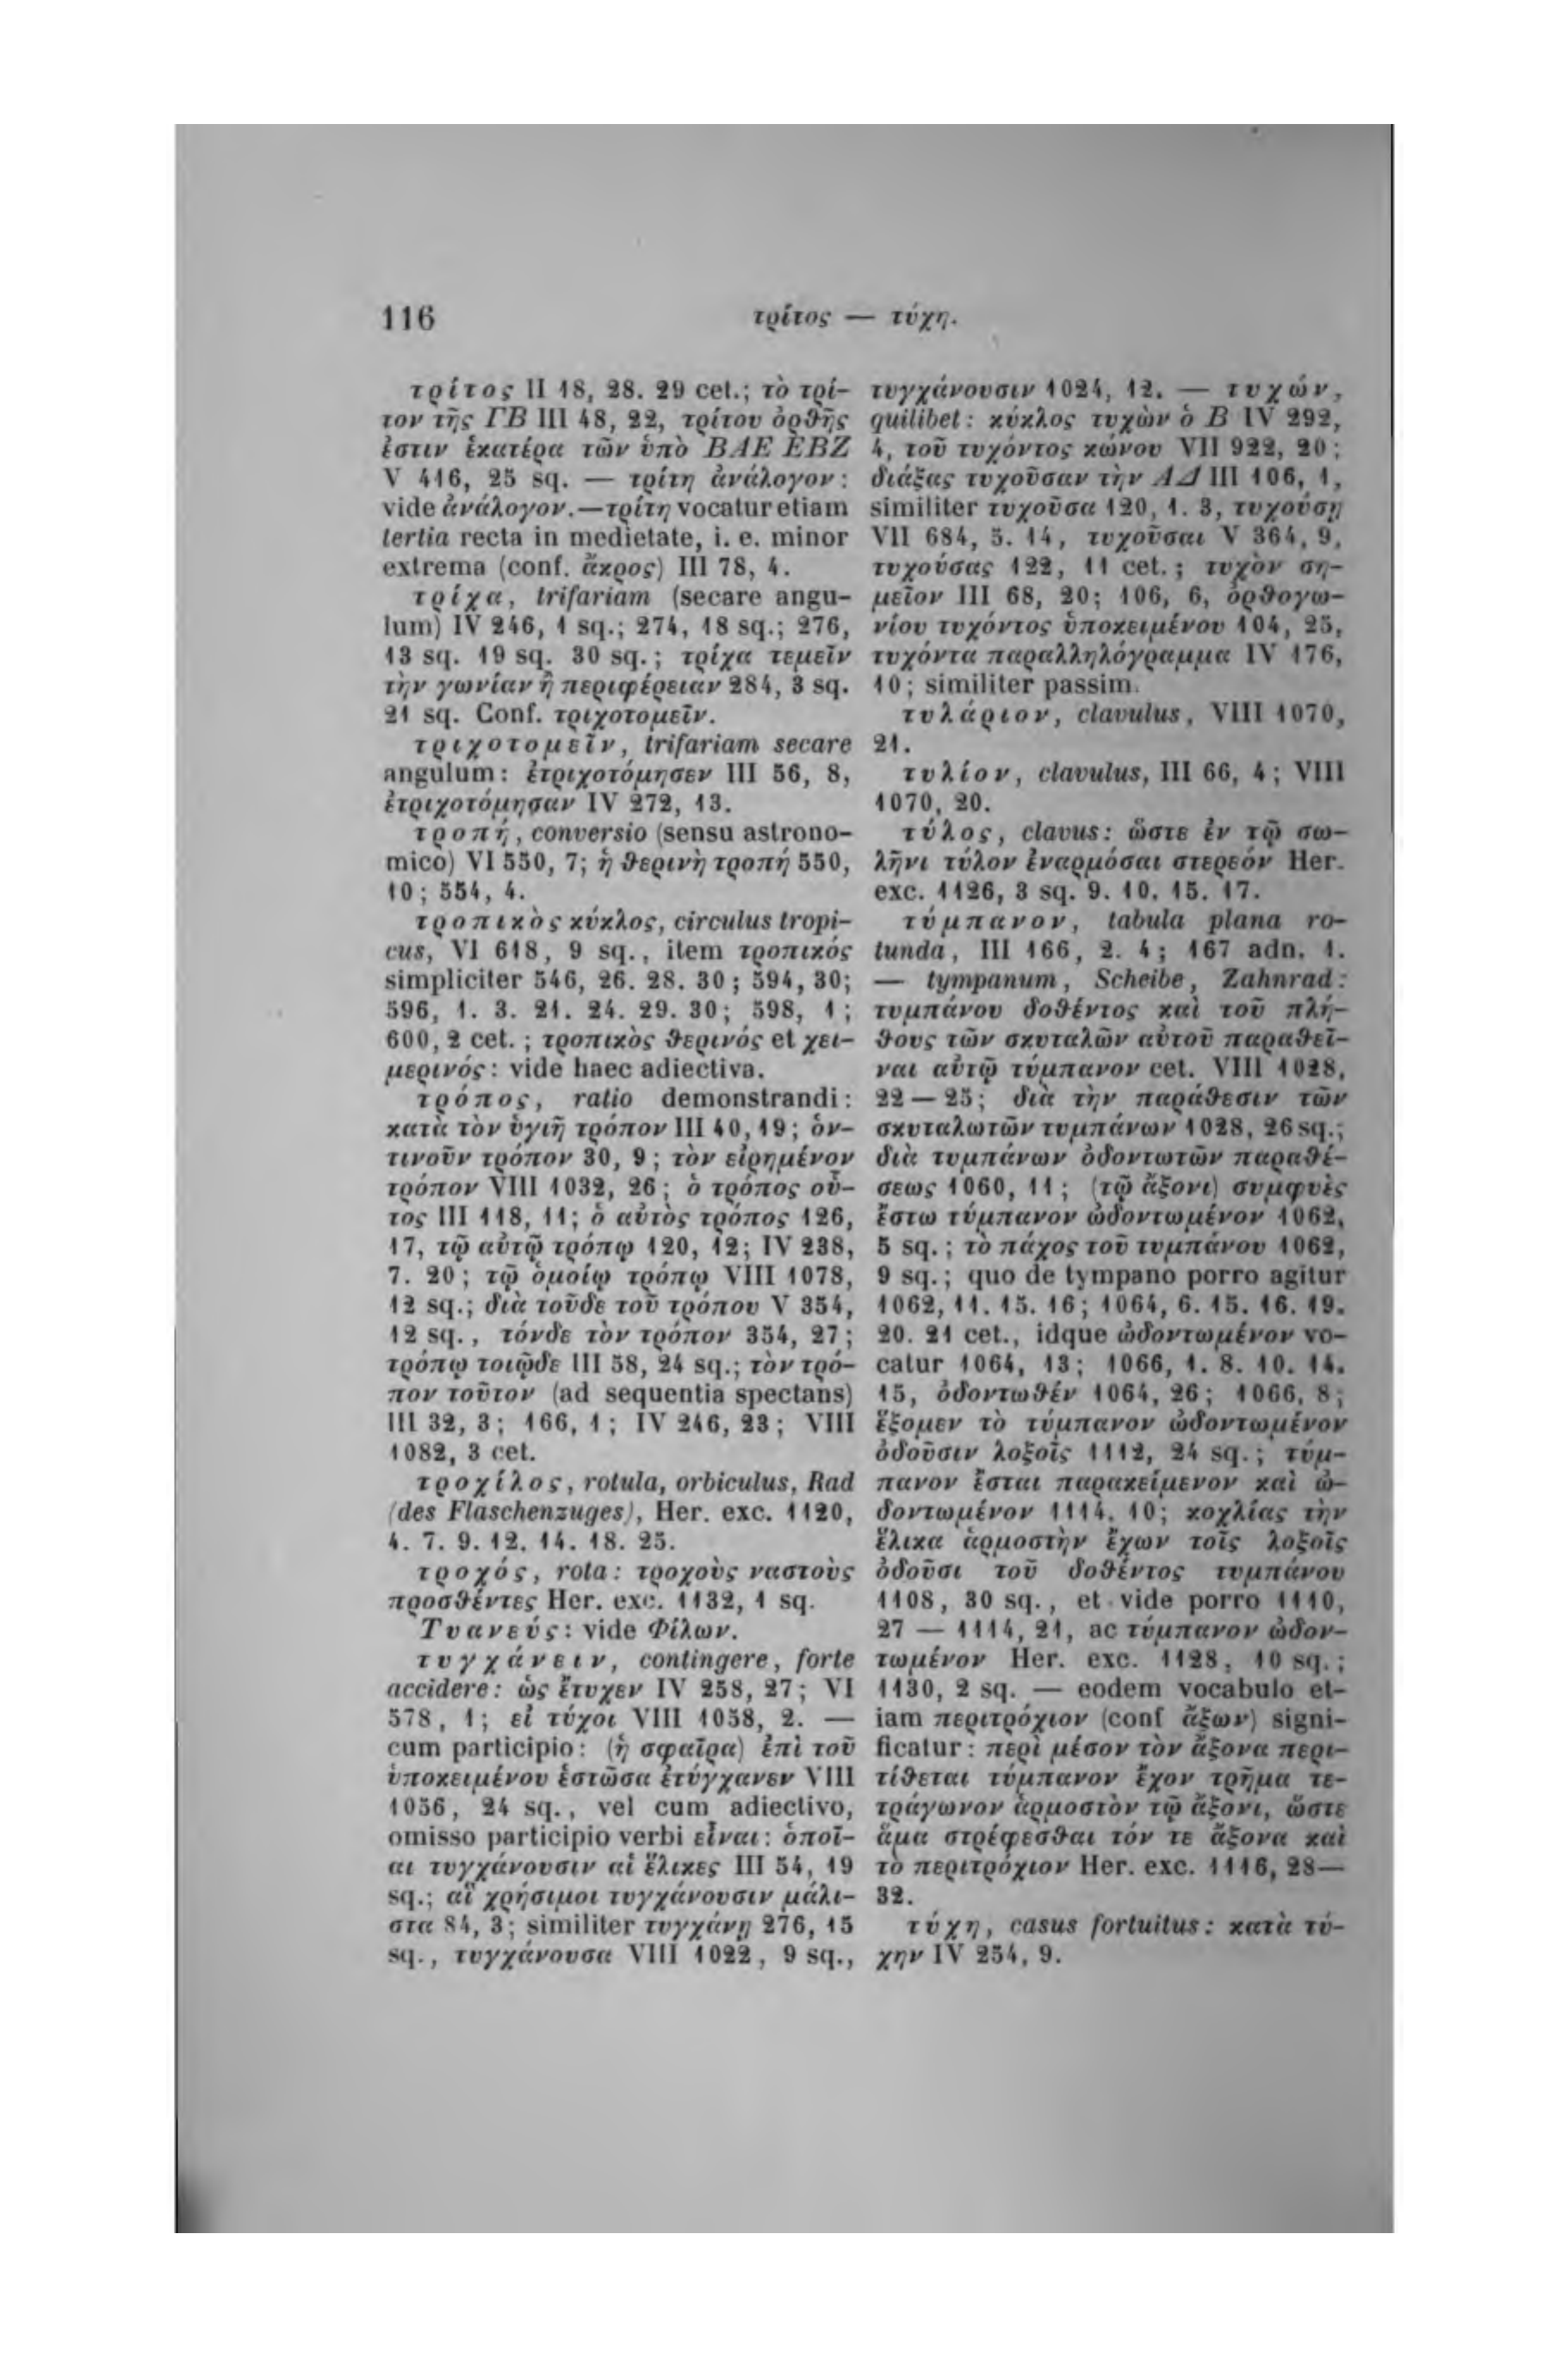 116
τρίτος — τύχη.
τρίτος II 18, 28. 29 cet.; τὸ τρί-
τον τῆς ΓΒ III 48, 22, τρίτου ὀρθῆς
ἐστιν ἑκατέρα τῶν ὑπὸ ΒΔΕ ΕΒΖ
V 416, 25 sq. — τρίτη ἀνάλογον:
vide ἀνάλογον.—τρίτη vocatur etiam
tertia recta in medietate, i. e. minor
extrema (conf. ἄκρος) III 78, 4.
τρίχα, trifariam (secare angu-
lum) IV 246, 1 sq.; 274, 18 sq.; 276,
13 sq. 19 sq. 30 sq.; τρίχα τεμεῖν
τὴν γωνίαν ἢ περιφέρειαν 284, 3 sq.
21 sq. Conf. τριχοτομεῖν.
τριχοτομεῖν, trifariam secare
angulum: ἐτριχοτόμησεν III 56, 8,
ἐτριχοτόμησαν IV 272, 13.
τροπή, conversio (sensu astrono-
mico) VI 550, 7; ἡ θερινὴ τροπή 550,
10; 554, 4.
τροπικὸς κύκλος, circulus tropi-
cus, VI 618, 9 sq., item τροπικός
simpliciter 546, 26. 28. 30; 594, 30;
596, 1. 3. 21. 24. 29. 30; 598, 1;
600, 2 cet.; τροπικὸς θερινός et χει-
μερινός: vide haec adiectiva.
τρόπος, ratio demonstrandi:
κατὰ τὸν ὑγιῆ τρόπον III 40, 19; ὁν-
τινοῦν τρόπον 30, 9; τὸν εἰρημένον
τρόπον VIII 1032, 26; ὁ τρόπος οὗ-
τος III 118, 11; ὁ αὐτὸς τρόπος 126,
17, τῷ αὐτῷ τρόπῳ 120, 12; IV 238,
7. 20; τῷ ὁμοίῳ τρόπῳ VIII 1078,
12 sq.; διὰ τοῦδε τοῦ τρόπου V 354,
12 sq., τόνδε τὸν τρόπον 354, 27;
τρόπῳ τοιῷδε III 58, 24 sq.; τὸν τρό-
πον τοῦτον (ad sequentia spectans)
III 32, 3; 166, 1; IV 246, 23; VIII
1082, 3 cet.
τροχίλος, rotula, orbiculus, Rad
(des Flaschenzuges), Her. exc. 1120,
4. 7. 9. 12. 14. 18. 25.
τροχός, rota: τροχοὺς ναστοὺς
προσθέντες Her. exc. 1132, 1 sq.
Τυανεύς: vide Φίλων.
τυγχάνειν, contingere, forte
accidere: ὡς ἔτυχεν IV 258, 27; VI
578, 1; εἰ τύχοι VIII 1058, 2. —
cum participio: (ἡ σφαῖρα) ἐπὶ τοῦ
ὑποκειμένου ἑστῶσα ἐτύγχανεν VIII
1056, 24 sq., vel cum adiectivo,
omisso participio verbi εἶναι: ὁποῖ-
αι τυγχάνουσιν αἱ ἕλικες III 54, 19
sq.; αἳ χρήσιμοι τυγχάνουσιν μάλι-
στα 84, 3; similiter τυγχάνῃ 276, 15
sq., τυγχάνουσα VIII 1022, 9 sq.,
τυγχάνουσιν 1024, 12. — τυχών,
quilibet: κύκλος τυχὼν ὁ Β IV 292,
4, τοῦ τυχόντος κώνου VII 922, 20;
διάξας τυχοῦσαν τὴν ΑΔ III 106, 1,
similiter τυχοῦσα 120, 1. 3, τυχούσῃ
VII 684, 5. 14, τυχοῦσαι V 364, 9,
τυχούσας 122, 11 cet.; τυχὸν ση-
μεῖον III 68, 20; 106, 6, ὀρθογω-
νίου τυχόντος ὑποκειμένου 104, 25,
τυχόντα παραλληλόγραμμα IV 176,
10; similiter passim.
τυλάριον, clavulus, VIII 1070,
21.
τυλίον, clavulus, III 66, 4; VIII
1070, 20.
τύλος, clavus: ὥστε ἐν τῷ σω-
λῆνι τύλον ἐναρμόσαι στερεόν Her.
exc. 1126, 3 sq. 9. 10. 15. 17.
τύμπανον, tabula plana ro-
tunda, III 166, 2. 4; 167 adn. 1.
— tympanum, Scheibe, Zahnrad:
τυμπάνου δοθέντος καὶ τοῦ πλή-
θους τῶν σκυταλῶν αὐτοῦ παραθεῖ-
ναι αὐτῷ τύμπανον cet. VIII 1028,
22 — 25; διὰ τὴν παράθεσιν τῶν
σκυταλωτῶν τυμπάνων 1028, 26 sq.;
διὰ τυμπάνων ὀδοντωτῶν παραθέ-
σεως 1060, 11; (τῷ ἄξονι) συμφυὲς
ἔστω τύμπανον ὠδοντωμένον 1062,
5 sq.; τὸ πάχος τοῦ τυμπάνου 1062,
9 sq.; quo de tympano porro agitur
1062, 11. 15. 16; 1064, 6. 15. 16. 19.
20. 21 cet., idque ὠδοντωμένον vo-
catur 1064, 13; 1066, 1. 8. 10. 14.
15, ὀδοντωθέν 1064, 26; 1066, 8;
ἕξομεν τὸ τύμπανον ὠδοντωμένον
ὀδοῦσιν λοξοῖς 1112, 24 sq.; τύμ-
πανον ἔσται παρακείμενον καὶ ὠ-
δοντωμένον 1114, 10; κοχλίας τὴν
ἕλικα ἁρμοστὴν ἔχων τοῖς λοξοῖς
ὀδοῦσι τοῦ δοθέντος τυμπάνου
1108, 30 sq., et vide porro 1110,
27 — 1114, 21, ac τύμπανον ὠδον-
τωμένον Her. exc. 1128, 10 sq.;
1130, 2 sq. — eodem vocabulo et-
iam περιτρόχιον (conf ἄξων) signi-
ficatur: περὶ μέσον τὸν ἄξονα περι-
τίθεται τύμπανον ἔχον τρῆμα τε-
τράγωνον ἁρμοστὸν τῷ ἄξονι, ὥστε
ἅμα στρέφεσθαι τόν τε ἄξονα καὶ
τὸ περιτρόχιον Her. exc. 1116, 28—
32.
τύχη, casus fortuitus: κατὰ τύ-
χην IV 254, 9.